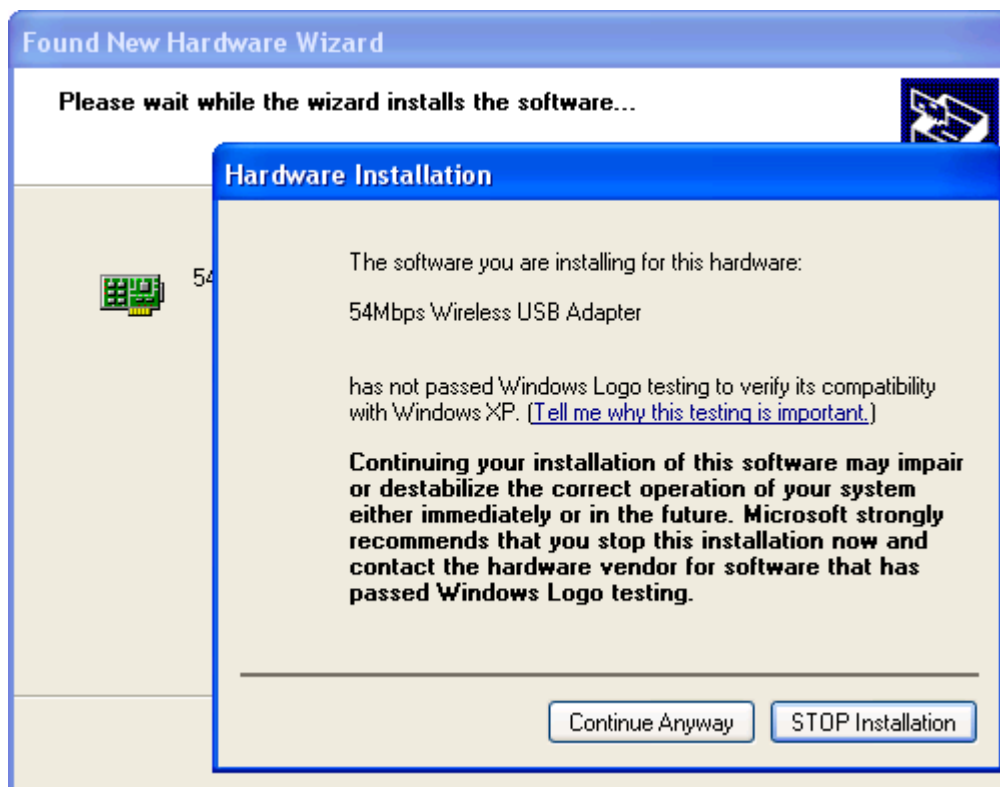 Found New Hardware Wizard
Please wait while the wizard installs the software...
Hardware Installation
54
The software you are installing for this hardware:
54Mbps Wireless USB Adapter
has not passed Windows Logo testing to verify its compatibility
with Windows XP. (Tell me why this testing is important.)
Continuing your installation of this software may impair
or destabilize the correct operation of your system
either immediately or in the future. Microsoft strongly
recommends that you stop this installation now and
contact the hardware vendor for software that has
passed Windows Logo testing.
Continue Anyway
STOP Installation